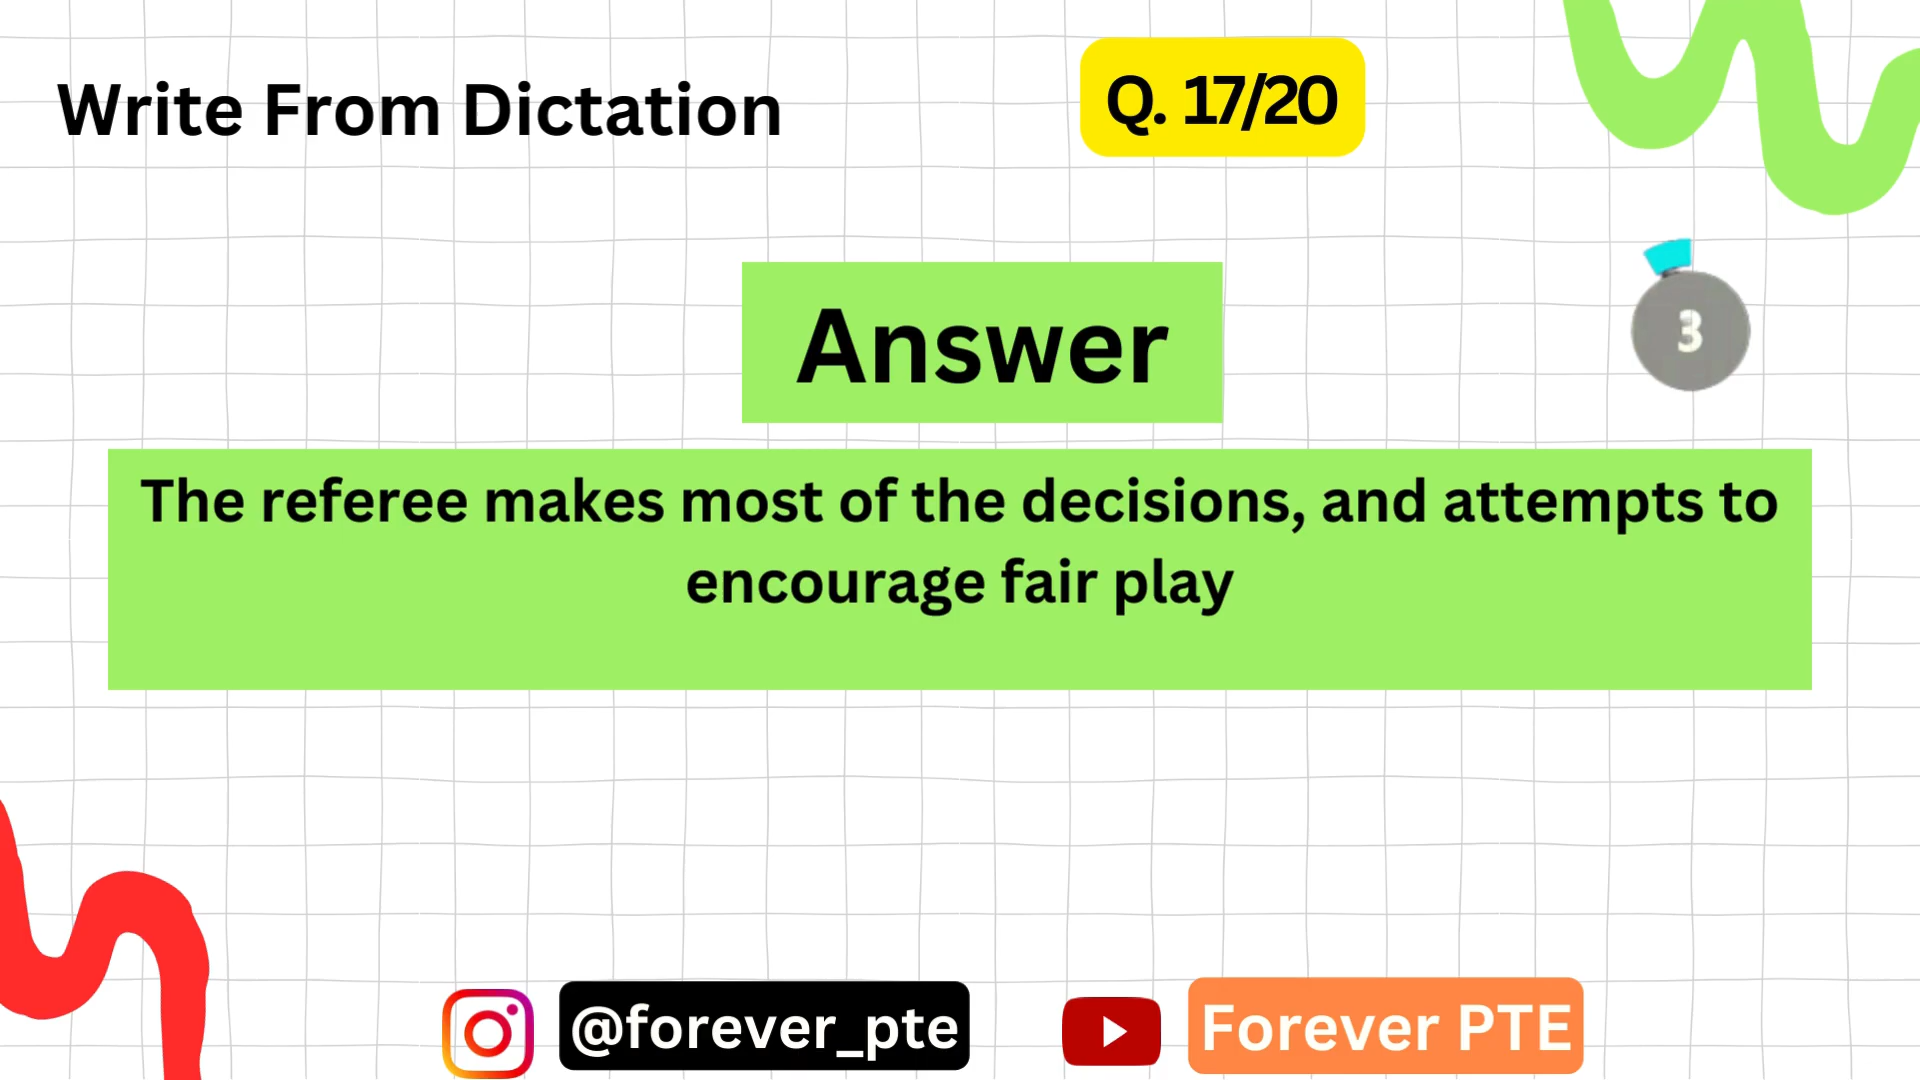 Write From Dictation
Q. 17/20
Answer
3
The referee makes most of the decisions, and attempts to
encourage fair play
@forever_pte
Forever PTE